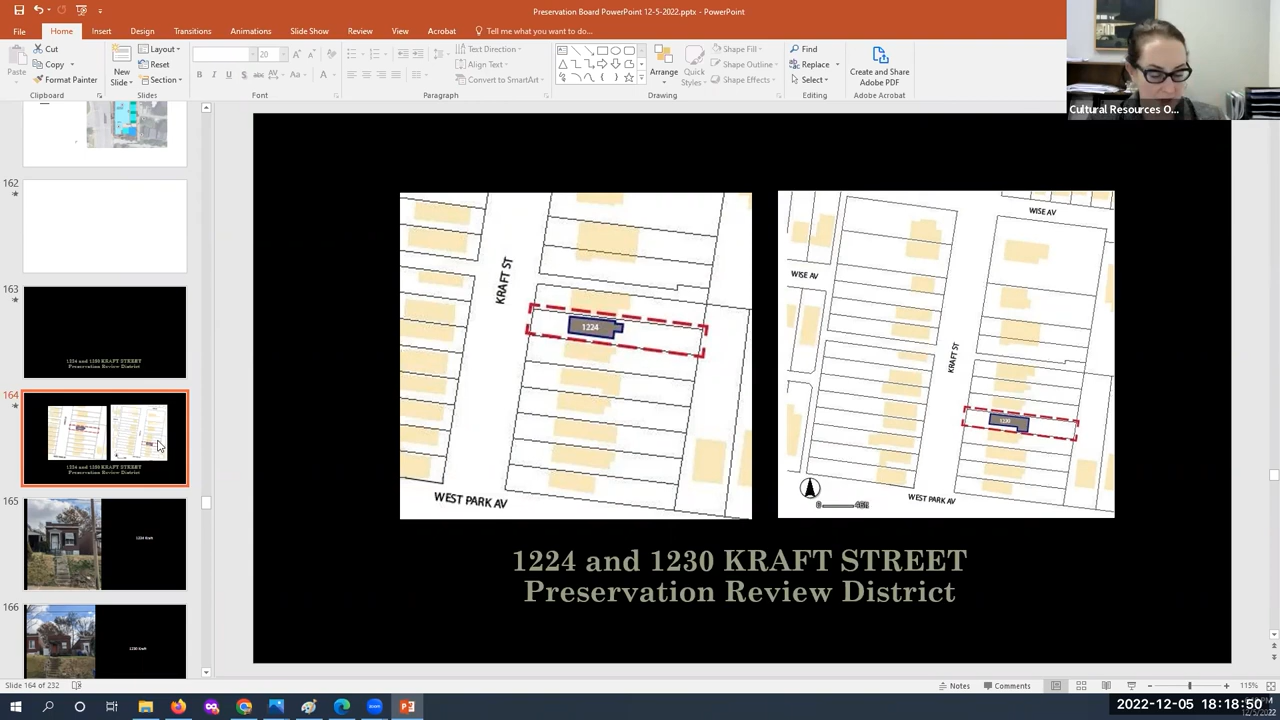 Preservation Board PowerPoint 12-5-2022.pptx - PowerPoint
File Home Insert Design Transitions Animations Slide Show Review View Acrobat Tell me what you want to do
Paste
Cut
Copy
Format Painter
Clipboard
New Slide
Layout
Reset
Section
Slides
20
B I U S abc AV Aa A
Font
Text Direction
Align Text
Convert to SmartArt
Paragraph
Arrange
Quick Styles
Shape Fill
Shape Outline
Shape Effects
Drawing
Find
Replace
Select
Editing
Create and Share Adobe PDF
Adobe Acrobat
Cultural Resources O...
162
163
1224 and 1230 KRAFT STREET
Preservation Review District
164
1224 and 1230 KRAFT STREET
Preservation Review District
165
1224 Kraft
166
1230 Kraft
KRAFT ST
1224
WEST PARK AV
WISE AV
WISE AV
KRAFT ST
1230
WEST PARK AV
1224 and 1230 KRAFT STREET
Preservation Review District
Slide 164 of 232
Notes
Comments
115%
2022-12-05 18:18:50